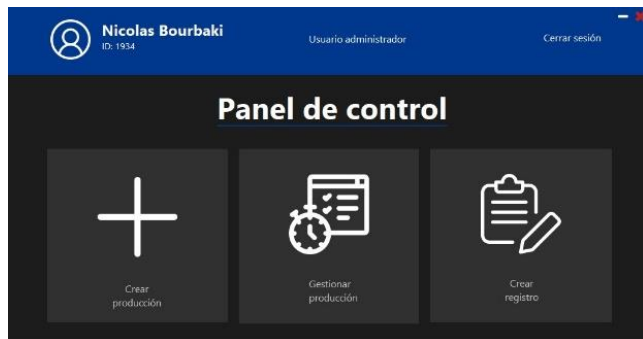 Nicolas Bourbaki
ID: 1934
Usuario administrador
Cerrar sesión
Panel de control
Crear
producción
Gestionar
producción
Crear
registro